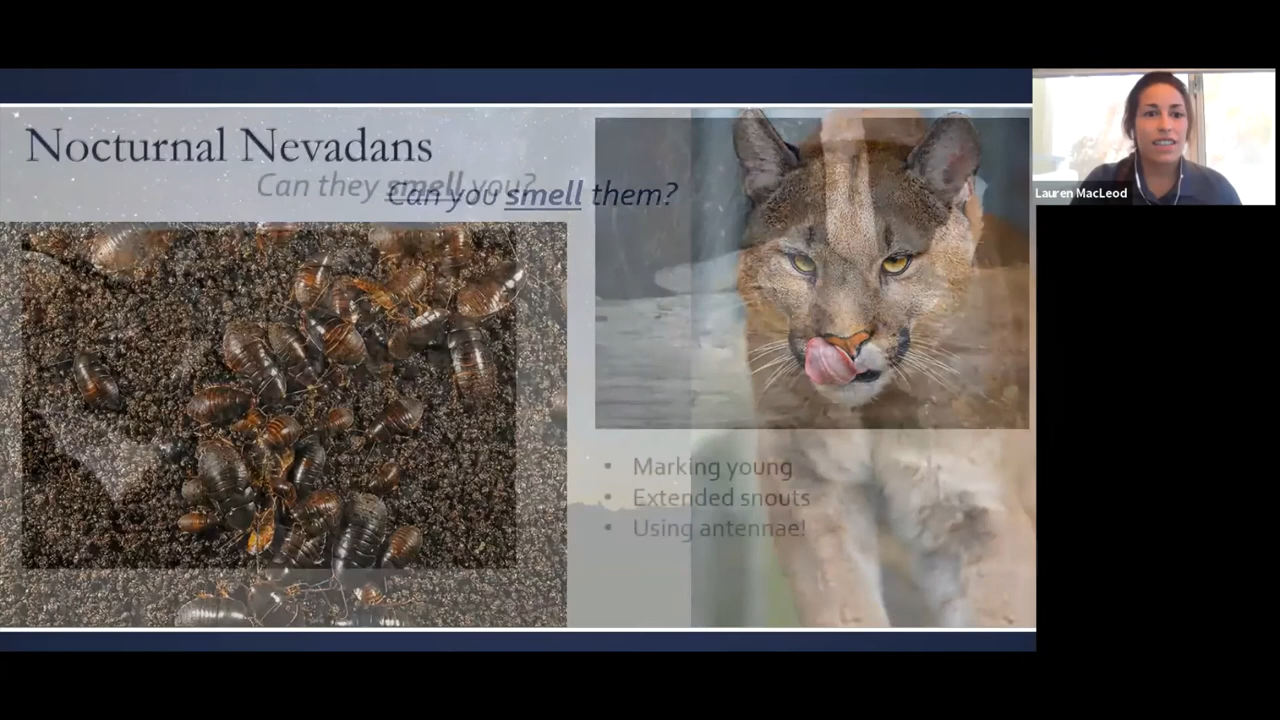 Nocturnal Nevadans
Can they smell you?
Can you smell them?
Lauren MacLeod
• Marking young
• Extended snouts
• Using antennae!